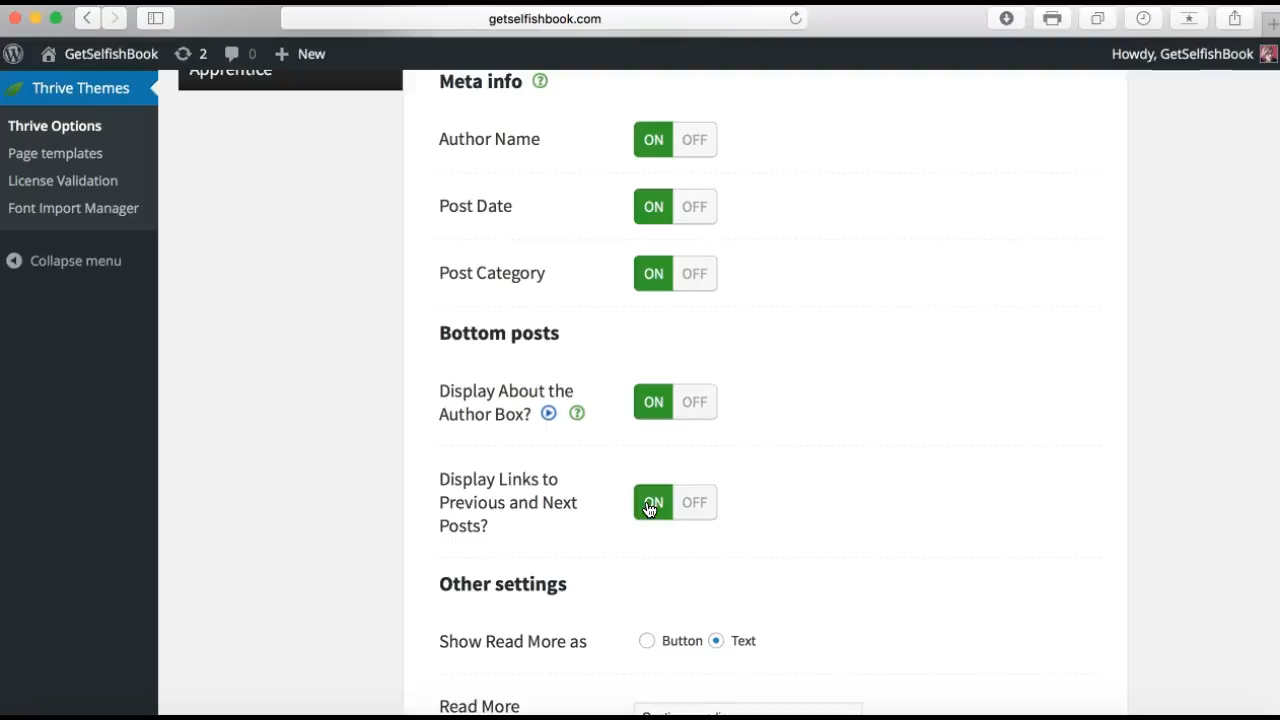 getselfishbook.com
GetSelfishBook 2 0 New Howdy, GetSelfishBook
Apprentice
Thrive Themes
Thrive Options
Page templates
License Validation
Font Import Manager
Collapse menu
Meta info
Author Name ON OFF
Post Date ON OFF
Post Category ON OFF
Bottom posts
Display About the
Author Box? ON OFF
Display Links to
Previous and Next ON OFF
Posts?
Other settings
Show Read More as Button Text
Read More